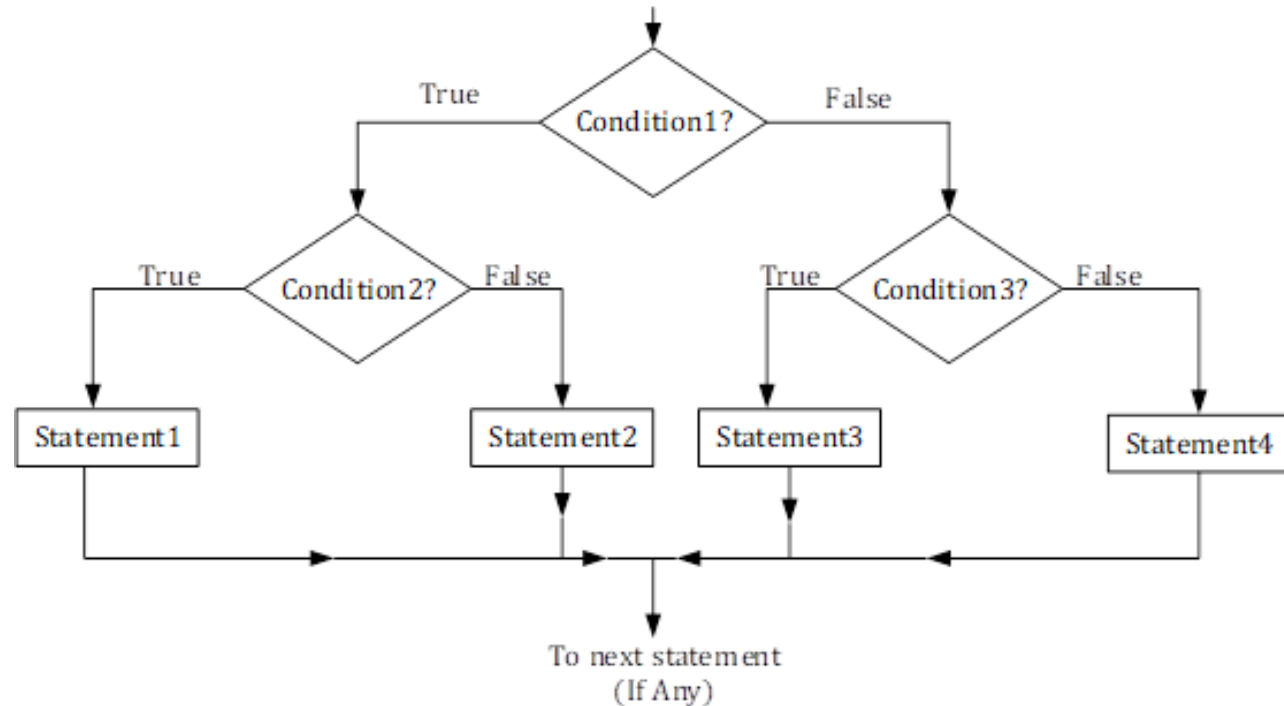 True
False
Condition1?
True
Condition2?
False
True
Condition3?
False
Statement1
Statement2
Statement3
Statement4
To next statement
(If Any)